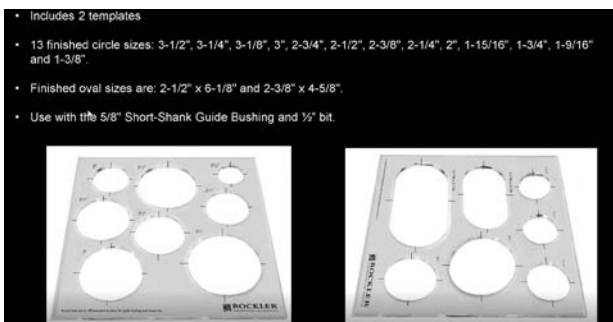 • Includes 2 templates
• 13 finished circle sizes: 3-1/2", 3-1/4", 3-1/8", 3", 2-3/4", 2-1/2", 2-3/8", 2-1/4", 2", 1-15/16", 1-3/4", 1-9/16"
and 1-3/8".
• Finished oval sizes are: 2-1/2" x 6-1/8" and 2-3/8" x 4-5/8".
• Use with the 5/8" Short-Shank Guide Bushing and ½" bit.
ROCKLER
ROCKLER